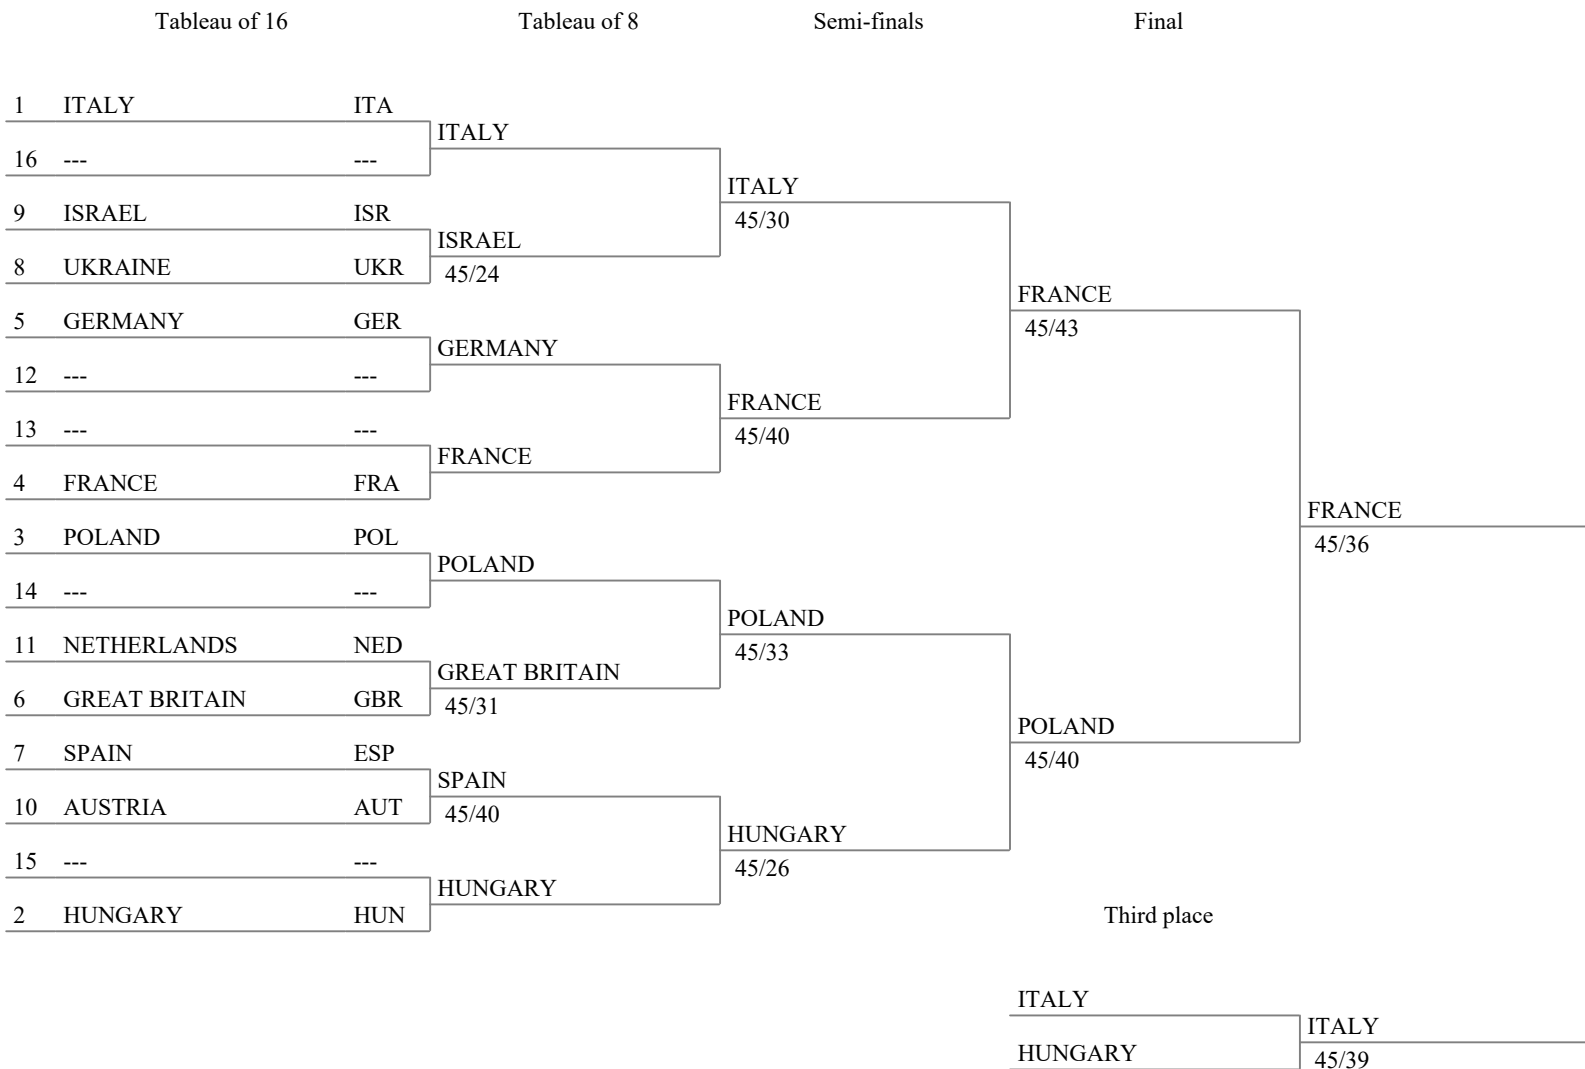 Tableau of 16 Tableau of 8 Semi-finals Final
1 ITALY ITA
ITALY
16 --- ---
ITALY
45/30
9 ISRAEL ISR
ISRAEL
45/24
8 UKRAINE UKR
FRANCE
45/43
5 GERMANY GER
GERMANY
12 --- ---
FRANCE
45/40
13 --- ---
FRANCE
4 FRANCE FRA
FRANCE
45/36
3 POLAND POL
POLAND
14 --- ---
POLAND
45/33
11 NETHERLANDS NED
GREAT BRITAIN
45/31
6 GREAT BRITAIN GBR
POLAND
45/40
7 SPAIN ESP
SPAIN
45/40
10 AUSTRIA AUT
HUNGARY
45/26
15 --- ---
HUNGARY
2 HUNGARY HUN
Third place
ITALY
ITALY
45/39
HUNGARY